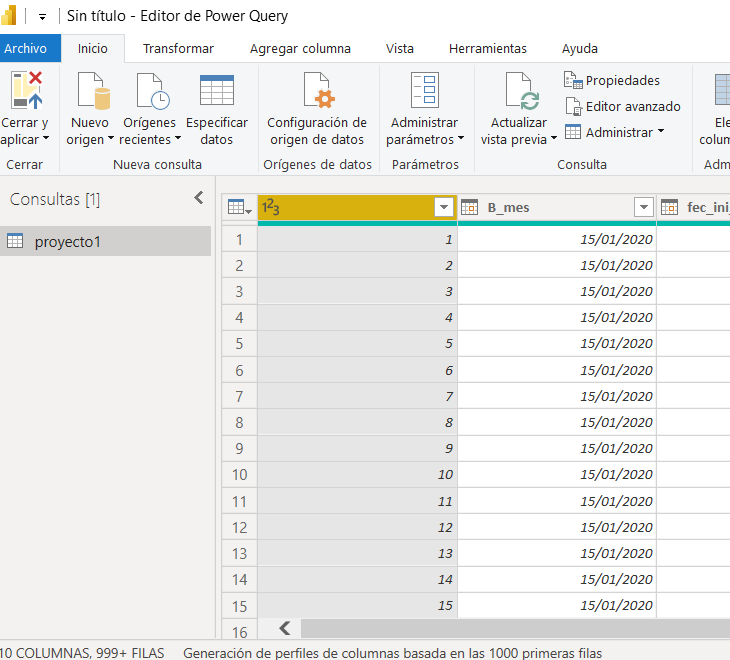 Sin título - Editor de Power Query
Archivo Inicio Transformar Agregar columna Vista Herramientas Ayuda
Cerrar y aplicar
Nuevo origen
Orígenes recientes
Especificar datos
Configuración de origen de datos
Administrar parámetros
Actualizar vista previa
Propiedades
Editor avanzado
Administrar
Cerrar Nueva consulta Orígenes de datos Parámetros Consulta
Consultas [1]
proyecto1
123 B_mes fec_ini
1 1 15/01/2020
2 2 15/01/2020
3 3 15/01/2020
4 4 15/01/2020
5 5 15/01/2020
6 6 15/01/2020
7 7 15/01/2020
8 8 15/01/2020
9 9 15/01/2020
10 10 15/01/2020
11 11 15/01/2020
12 12 15/01/2020
13 13 15/01/2020
14 14 15/01/2020
15 15 15/01/2020
16
10 COLUMNAS, 999+ FILAS Generación de perfiles de columnas basada en las 1000 primeras filas